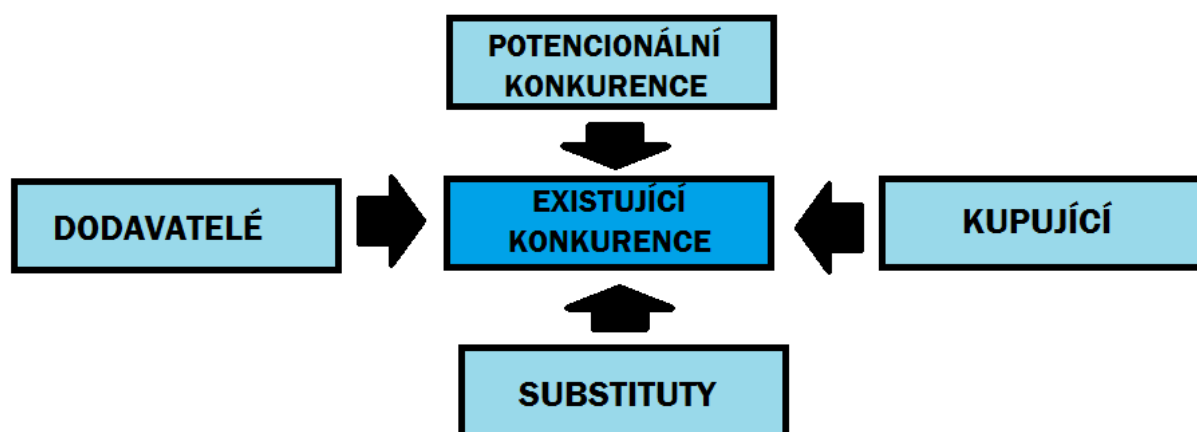 POTENCIONÁLNÍ
KONKURENCE
DODAVATELÉ
EXISTUJÍCÍ
KONKURENCE
KUPUJÍCÍ
SUBSTITUTY